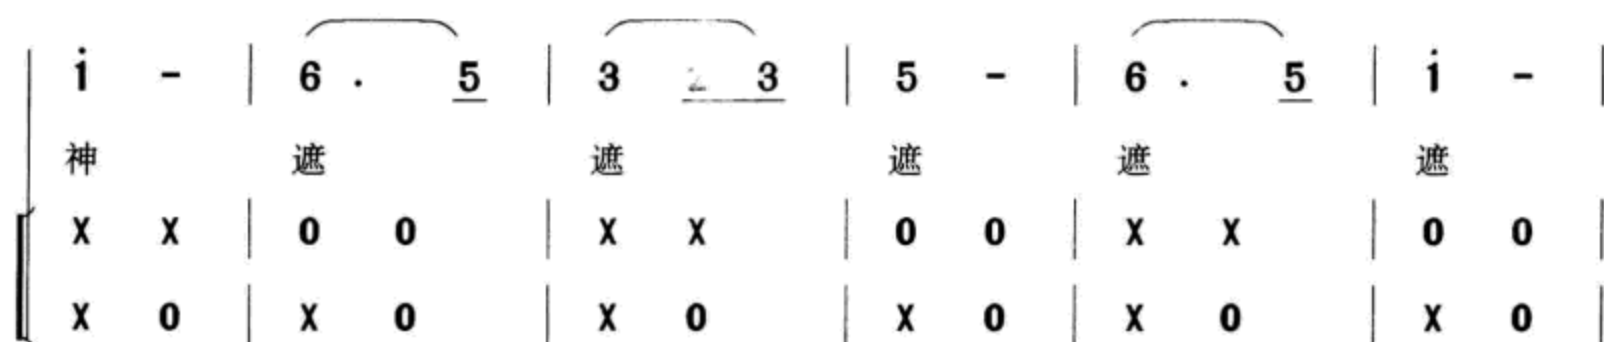 i - | 6 . 5 | 3 3 | 5 - | 6 . 5 | i - |
神 遮 遮 遮 遮 遮
X X | 0 0 | X X | 0 0 | X X | 0 0 |
X 0 | X 0 | X 0 | X 0 | X 0 | X 0 |